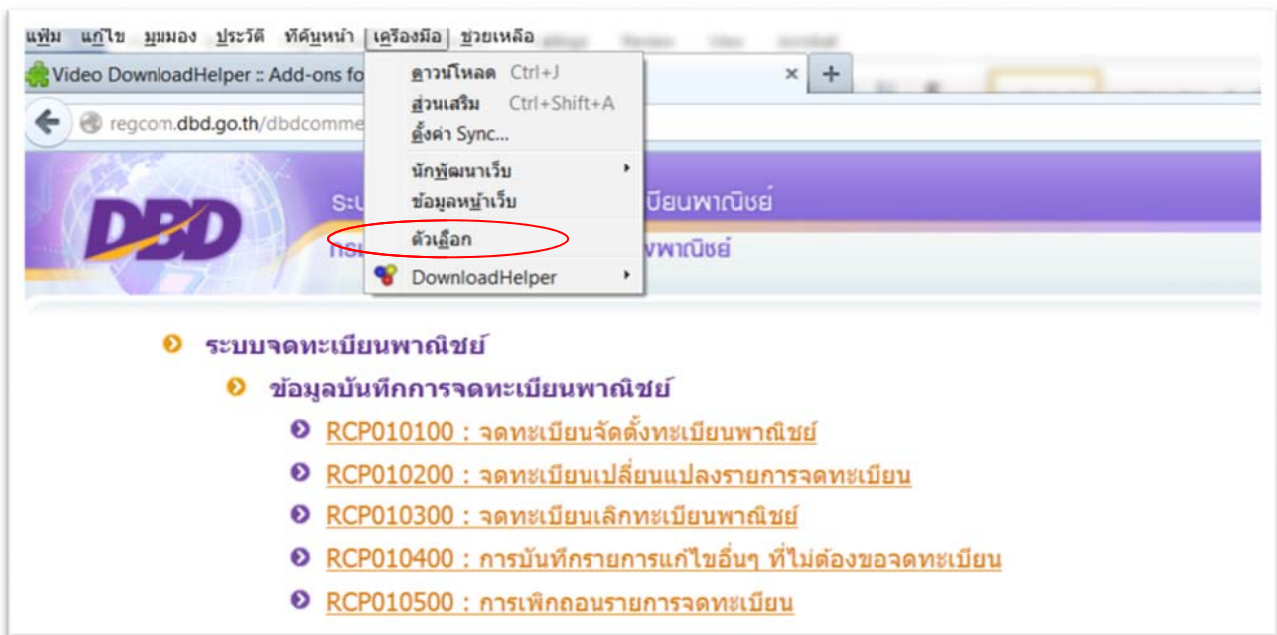 แฟ้ม แก้ไข มุมมอง ประวัติ ที่คั่นหน้า เครื่องมือ ช่วยเหลือ
Video DownloadHelper :: Add-ons fo
ดาวน์โหลด Ctrl+J
ส่วนเสริม Ctrl+Shift+A
regcom.dbd.go.th/dbdcomme
ตั้งค่า Sync...
นักพัฒนาเว็บ
ข้อมูลหน้าเว็บ
DBD
ระบ
บียนพาณิชย์
ตัวเลือก
กรม
พาณิชย์
DownloadHelper
ระบบจดทะเบียนพาณิชย์
ข้อมูลบันทึกการจดทะเบียนพาณิชย์
RCP010100 : จดทะเบียนจัดตั้งทะเบียนพาณิชย์
RCP010200 : จดทะเบียนเปลี่ยนแปลงรายการจดทะเบียน
RCP010300 : จดทะเบียนเลิกทะเบียนพาณิชย์
RCP010400 : การบันทึกรายการแก้ไขอื่นๆ ที่ไม่ต้องขอจดทะเบียน
RCP010500 : การเพิกถอนรายการจดทะเบียน